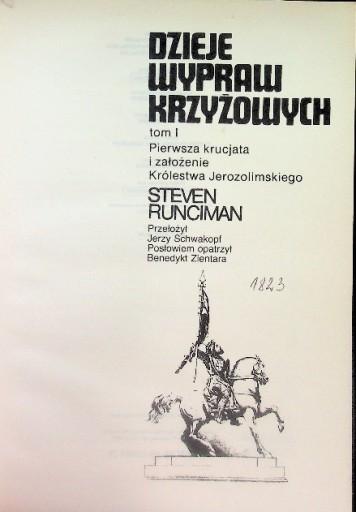 DZIEJE
WYPRAW
KRZYŻOWYCH
tom I
Pierwsza krucjata
i założenie
Królestwa Jerozolimskiego
STEVEN
RUNCIMAN
Przełożył
Jerzy Schwakopf
Posłowiem opatrzył
Benedykt Zientara
1823